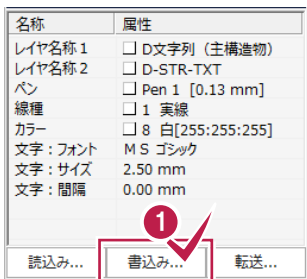 名称 属性
レイヤ名称 1 D文字列（主構造物）
レイヤ名称 2 D-STR-TXT
ペン Pen 1 [0.13 mm]
線種 1 実線
カラー 8 白[255:255:255]
文字：フォント ＭＳ ゴシック
文字：サイズ 2.50 mm
文字：間隔 0.00 mm
1
読込み... 書込み... 転送...